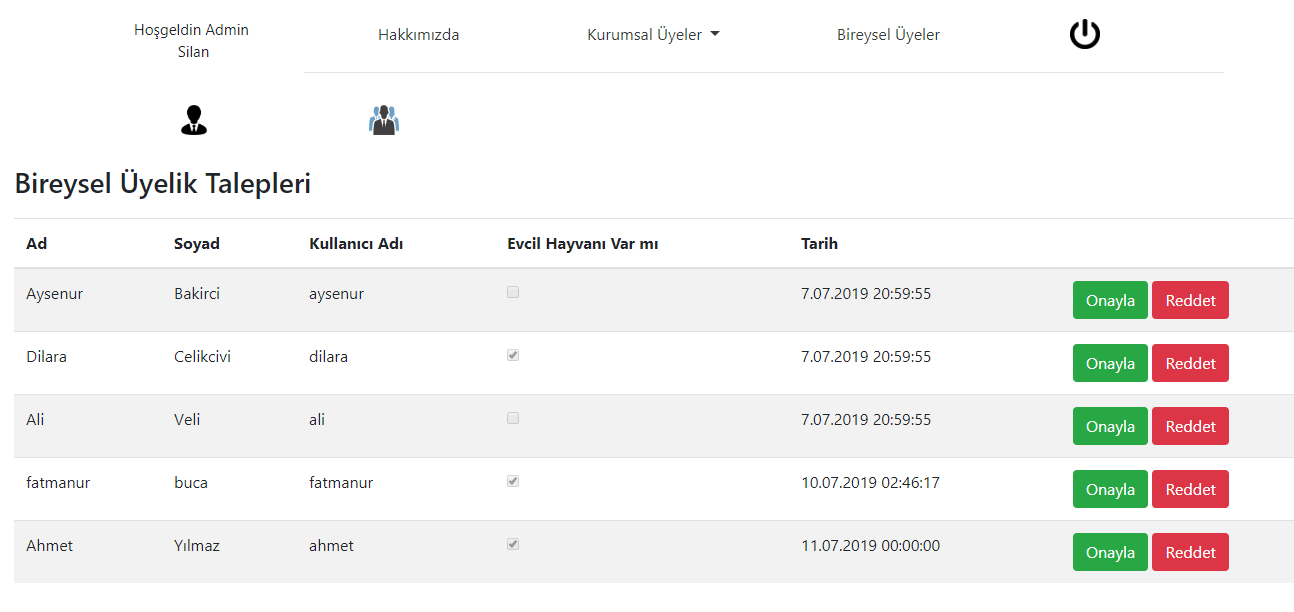 Hoşgeldin Admin
Silan
Hakkımızda
Kurumsal Üyeler
Bireysel Üyeler
Bireysel Üyelik Talepleri
Ad Soyad Kullanıcı Adı Evcil Hayvanı Var mı Tarih
Aysenur Bakirci aysenur 7.07.2019 20:59:55 Onayla Reddet
Dilara Celikcivi dilara 7.07.2019 20:59:55 Onayla Reddet
Ali Veli ali 7.07.2019 20:59:55 Onayla Reddet
fatmanur buca fatmanur 10.07.2019 02:46:17 Onayla Reddet
Ahmet Yılmaz ahmet 11.07.2019 00:00:00 Onayla Reddet